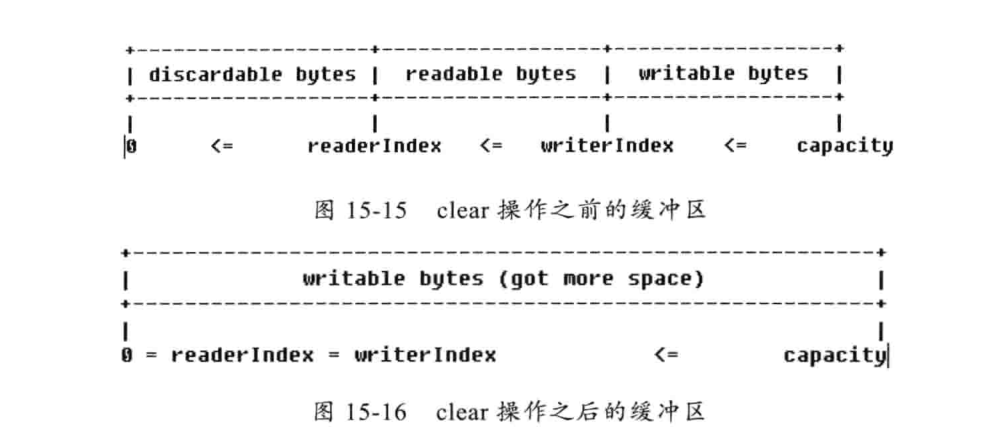 +-------------------+------------------+------------------+
| discardable bytes | readable bytes | writable bytes |
+-------------------+------------------+------------------+
| | | |
0 <= readerIndex <= writerIndex <= capacity
图 15-15 clear 操作之前的缓冲区
+---------------------------------------------------------+
| writable bytes (got more space) |
+---------------------------------------------------------+
| |
0 = readerIndex = writerIndex <= capacity
图 15-16 clear 操作之后的缓冲区